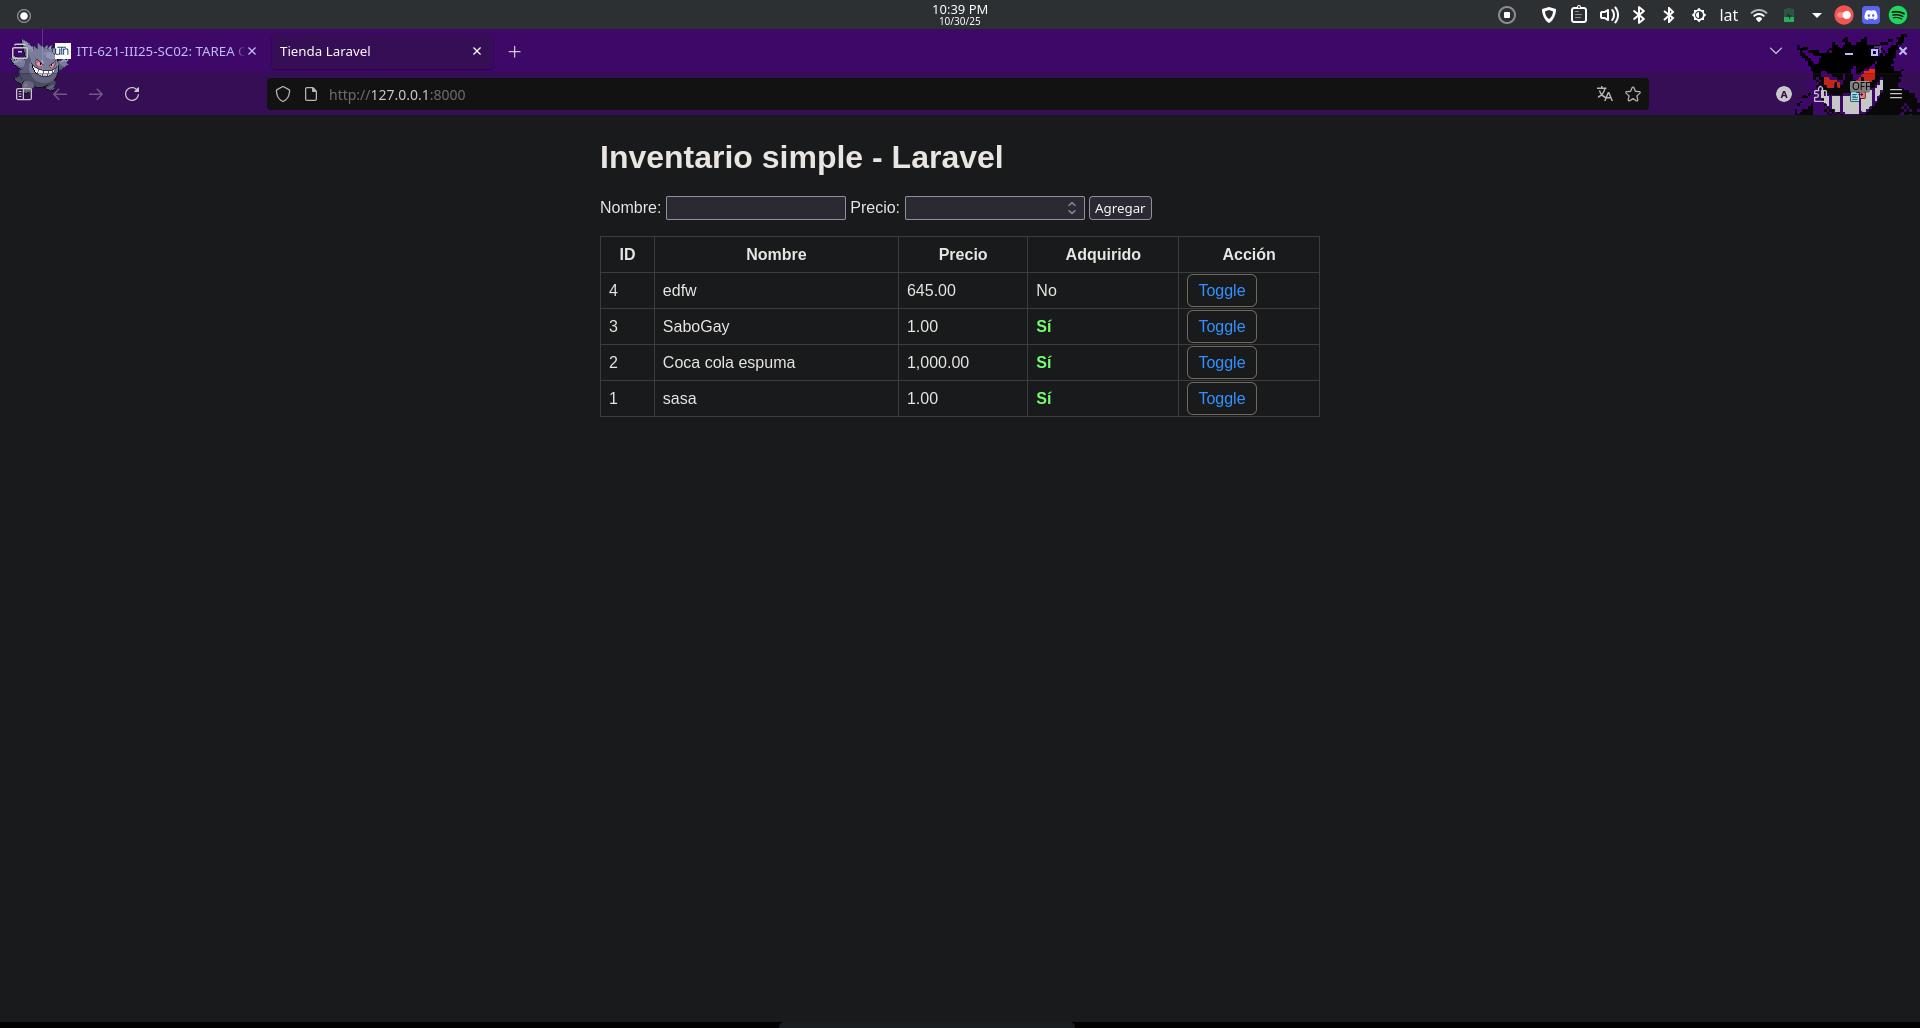 10:39 PM
10/30/25
lat
ITI-621-III25-SC02: TAREA
Tienda Laravel
http://127.0.0.1:8000
A
OFF
Inventario simple - Laravel
Nombre: Precio: Agregar
ID Nombre Precio Adquirido Acción
4 edfw 645.00 No Toggle
3 SaboGay 1.00 Sí Toggle
2 Coca cola espuma 1,000.00 Sí Toggle
1 sasa 1.00 Sí Toggle